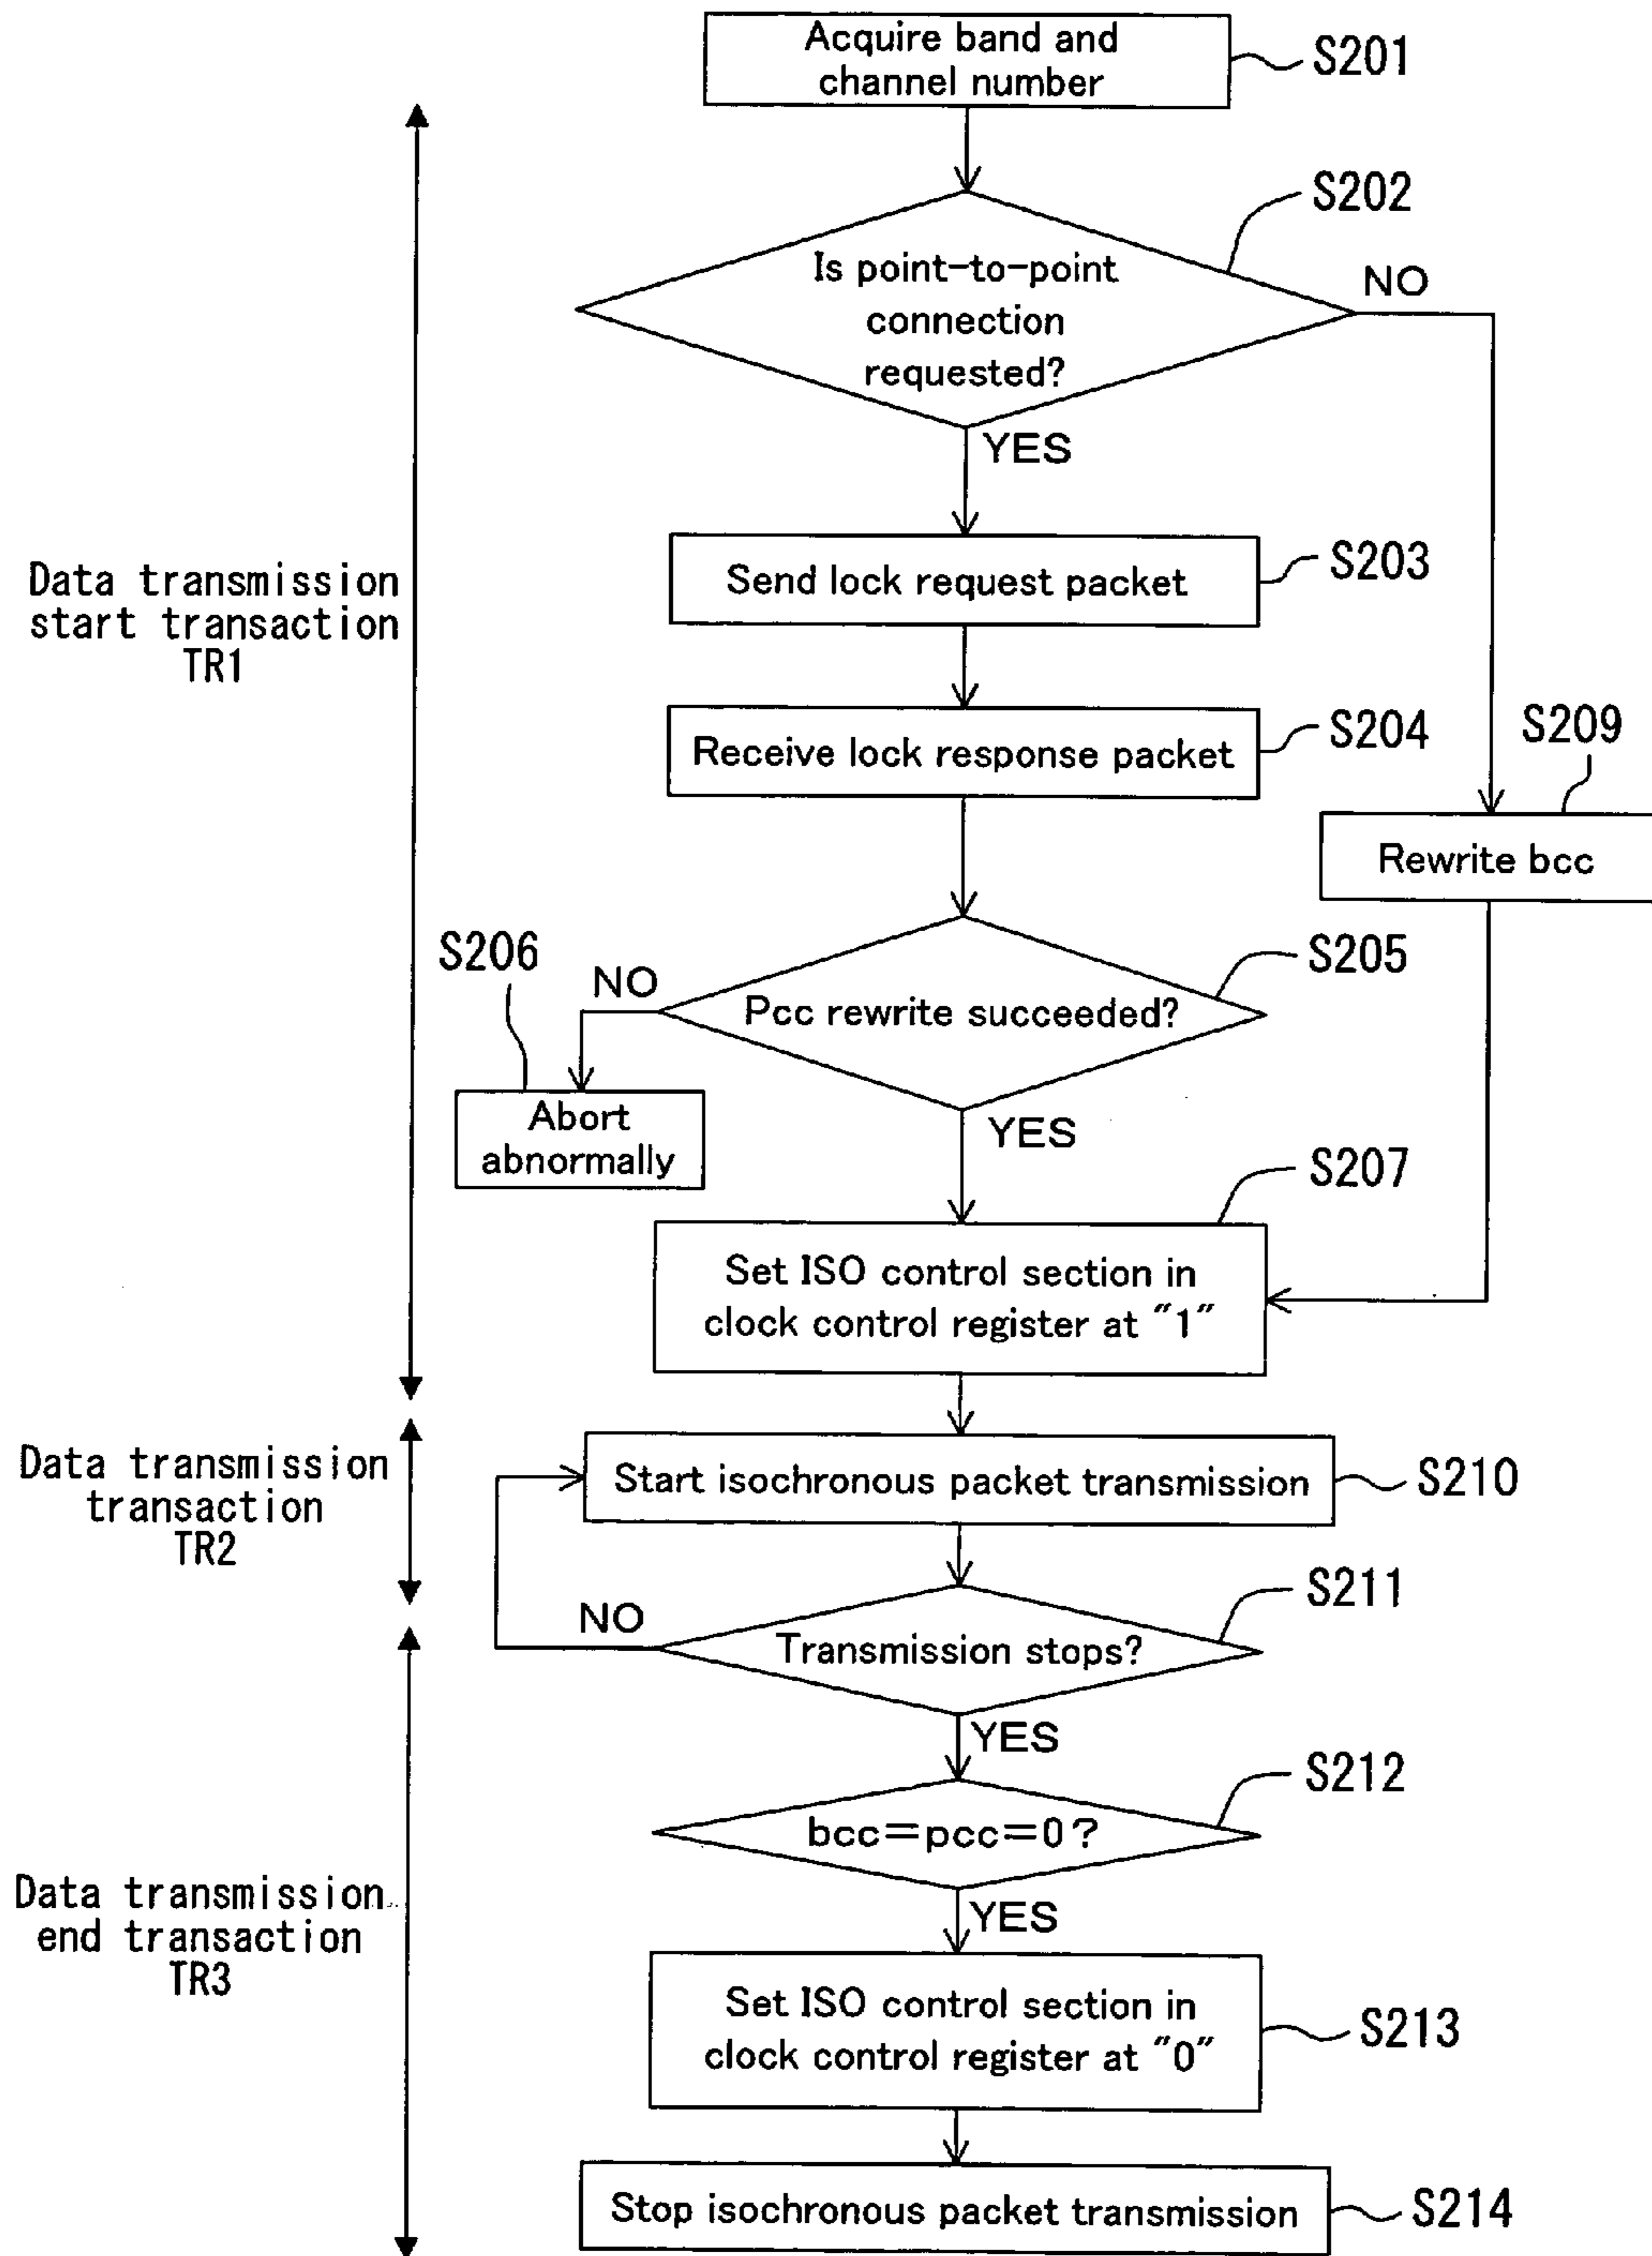 Acquire band and
channel number
S201
S202
Is point-to-point
connection
requested?
NO
YES
Data transmission
start transaction
TR1
Send lock request packet
S203
Receive lock response packet
S204
S209
Rewrite bcc
S206
NO
Pcc rewrite succeeded?
S205
Abort
abnormally
YES
S207
Set ISO control section in
clock control register at "1"
Data transmission
transaction
TR2
Start isochronous packet transmission
S210
S211
NO
Transmission stops?
YES
S212
bcc=pcc=0?
Data transmission
end transaction
TR3
YES
Set ISO control section in
clock control register at "0"
S213
Stop isochronous packet transmission
S214